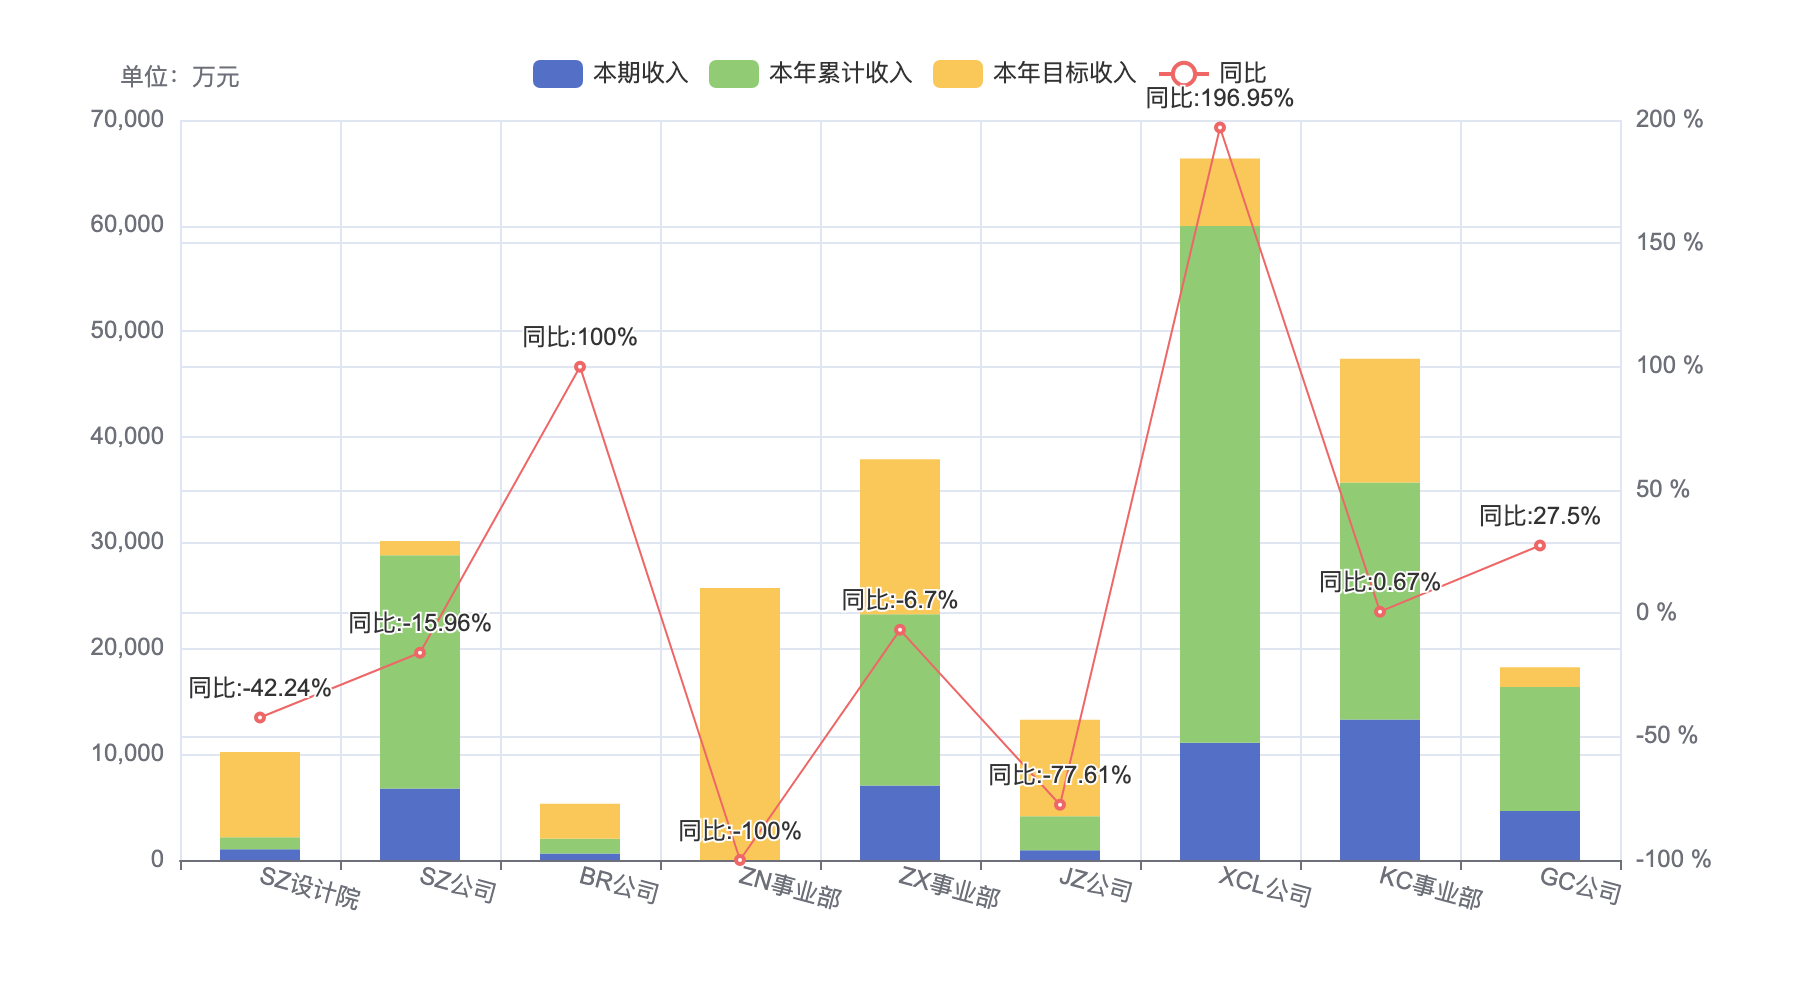 单位：万元
本期收入 本年累计收入 本年目标收入 同比
同比:196.95%
70,000 200 %
60,000
150 %
50,000
同比:100%
100 %
40,000
50 %
同比:27.5%
30,000
同比:0.67%
同比:-6.7%
0 %
同比:-15.96%
20,000
同比:-42.24%
-50 %
10,000
同比:-77.61%
同比:-100%
0 -100 %
SZ设计院 SZ公司 BR公司 ZN事业部 ZX事业部 JZ公司 XCL公司 KC事业部 GC公司